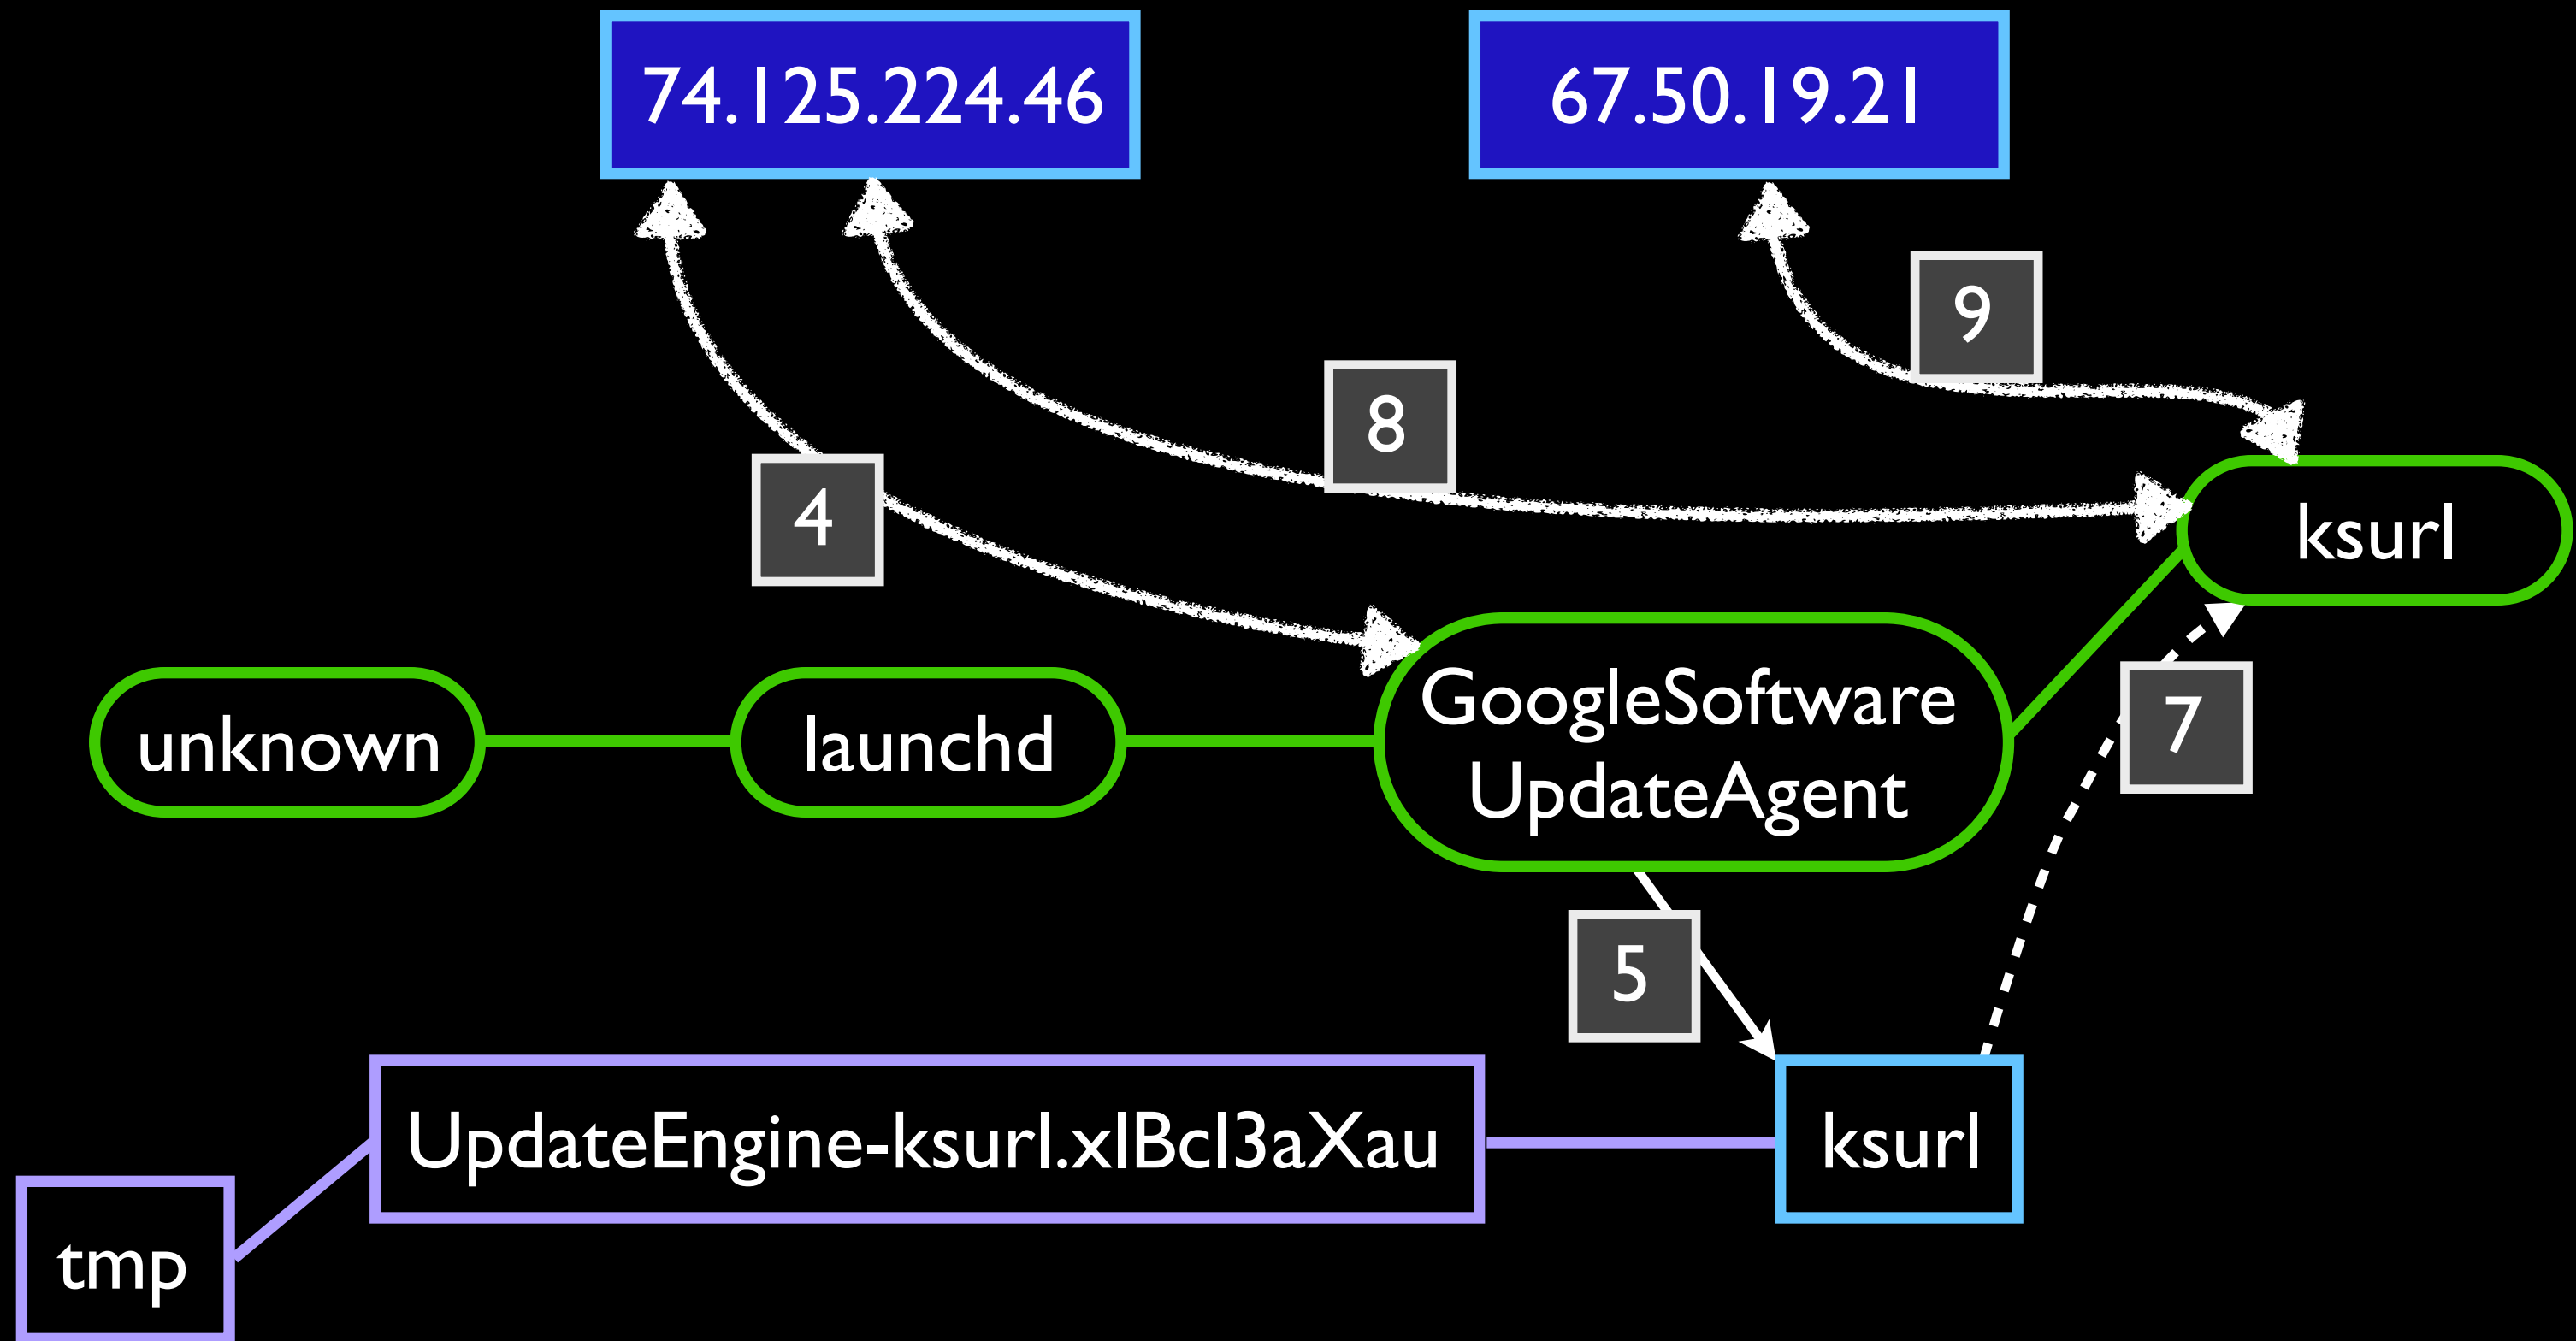 74.125.224.46
67.50.19.21
9
8
4
ksurl
GoogleSoftware
UpdateAgent
unknown
launchd
7
5
UpdateEngine-ksurl.xlBcl3aXau
ksurl
tmp